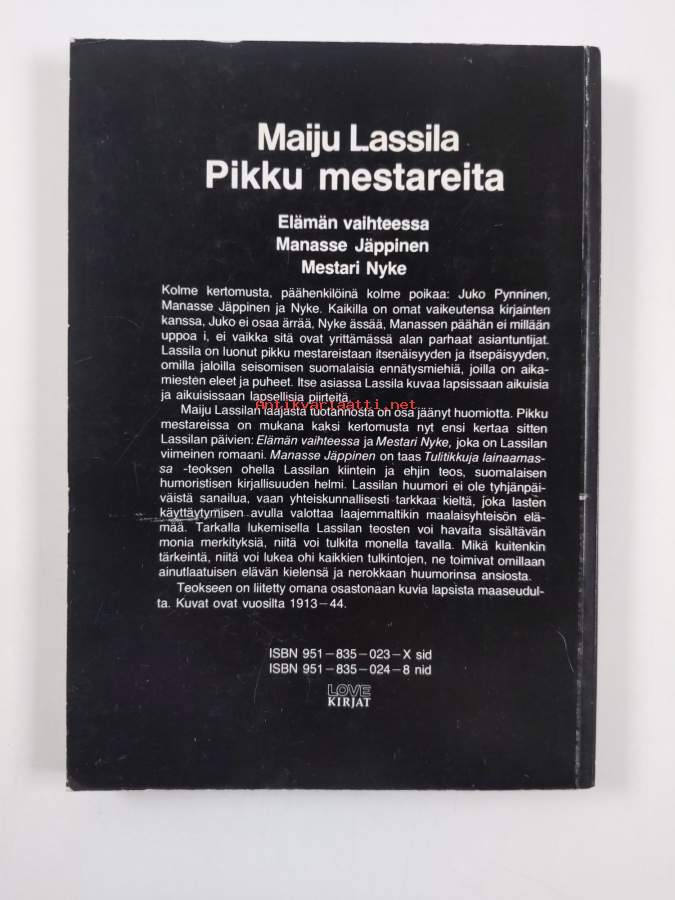 Maiju Lassila
Pikku mestareita
Elämän vaihteessa
Manasse Jäppinen
Mestari Nyke
Kolme kertomusta, päähenkilöinä kolme poikaa: Juko Pynninen,
Manasse Jäppinen ja Nyke. Kaikilla on omat vaikeutensa kirjainten
kanssa, Juko ei osaa ärrää, Nyke ässää, Manassen päähän ei millään
uppoa i, ei vaikka sitä ovat yrittämässä alan parhaat asiantuntijat.
Lassila on luonut pikku mestareistaan itsenäisyyden ja itsepäisyyden,
omilla jaloilla seisomisen suomalaisia ennätysmiehiä, joilla on aika-
miesten eleet ja puheet. Itse asiassa Lassila kuvaa lapsissaan aikuisia
ja aikuisissaan lapsellisia piirteitä.
Antikvariaatti.net
Maiju Lassilan laajasta tuotannosta on osa jäänyt huomiotta. Pikku
mestareissa on mukana kaksi kertomusta nyt ensi kertaa sitten
Lassilan päivien: Elämän vaihteessa ja Mestari Nyke, joka on Lassilan
viimeinen romaani. Manasse Jäppinen on taas Tulitikkuja lainaamas-
sa -teoksen ohella Lassilan kiintein ja ehjin teos, suomalaisen
humoristisen kirjallisuuden helmi. Lassilan huumori ei ole tyhjänpäi-
väistä sanailua, vaan yhteiskunnallisesti tarkkaa kieltä, joka lasten
käyttäytymisen avulla valottaa laajemmaltikin maalaisyhteisön elä-
mää. Tarkalla lukemisella Lassilan teosten voi havaita sisältävän
monia merkityksiä, niitä voi tulkita monella tavalla. Mikä kuitenkin
tärkeintä, niitä voi lukea ohi kaikkien tulkintojen, ne toimivat omillaan
ainutlaatuisen elävän kielensä ja nerokkaan huumorinsa ansiosta.
Teokseen on liitetty omana osastonaan kuvia lapsista maaseudul-
ta. Kuvat ovat vuosilta 1913–44.
ISBN 951–835–023–X sid
ISBN 951–835–024–8 nid
LOVE
KIRJAT